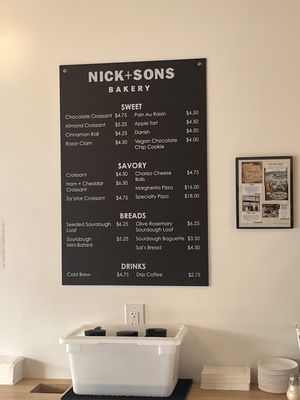 NICK+SONS
BAKERY
SWEET
Chocolate Croissant $4.75
Almond Croissant $5.25
Cinnamon Roll $4.25
Razor Clam $4.50
Pain Au Raisin $4.50
Apple Tart $4.50
Danish $4.50
Vegan Chocolate $4.00
Chip Cookie
SAVORY
Croissant $4.50
Ham + Cheddar $6.50
Croissant
Za'atar Croissant $4.75
Chorizo Cheese $4.75
Balls
Margherita Pizza $16.00
Specialty Pizza $18.00
BREADS
Seeded Sourdough $6.25
Loaf
Sourdough $5.25
Mini Batard
Olive Rosemary $6.25
Sourdough Loaf
Sourdough Baguette $3.50
Sal's Bread $4.50
DRINKS
Cold Brew $4.75
Drip Coffee $2.75